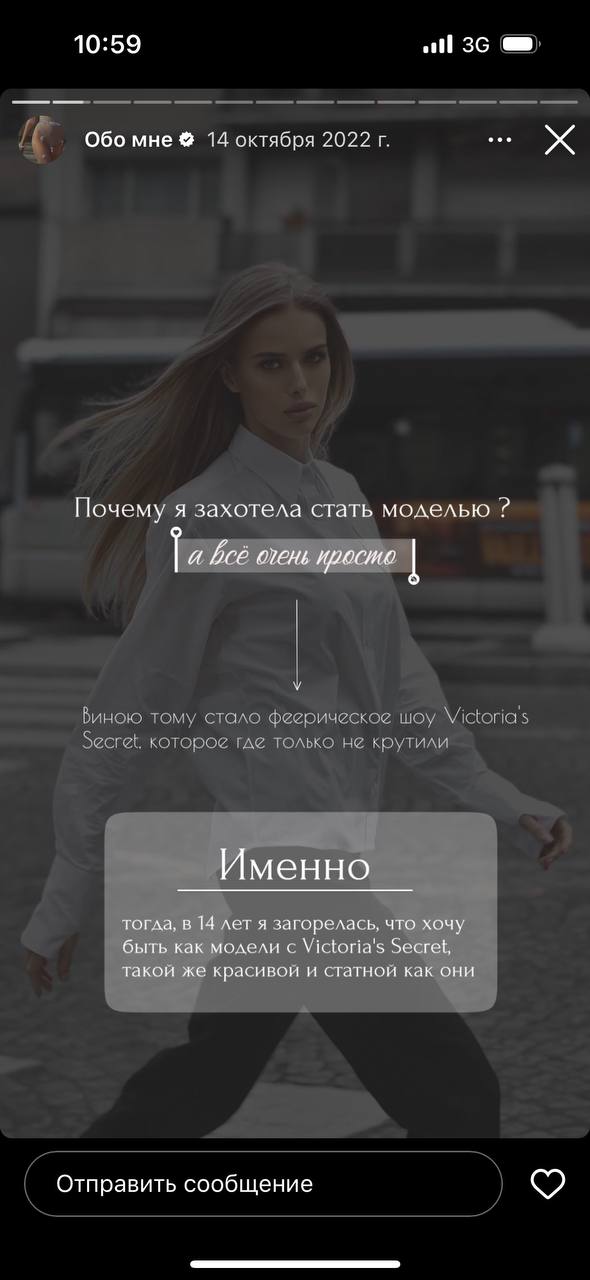 10:59
3G
Обо мне 14 октября 2022 г.
Почему я захотела стать моделью ?
а всё очень просто
Виною тому стало феерическое шоу Victoria's
Secret, которое где только не крутили
Именно
тогда, в 14 лет я загорелась, что хочу
быть как модели с Victoria's Secret,
такой же красивой и статной как они
Отправить сообщение